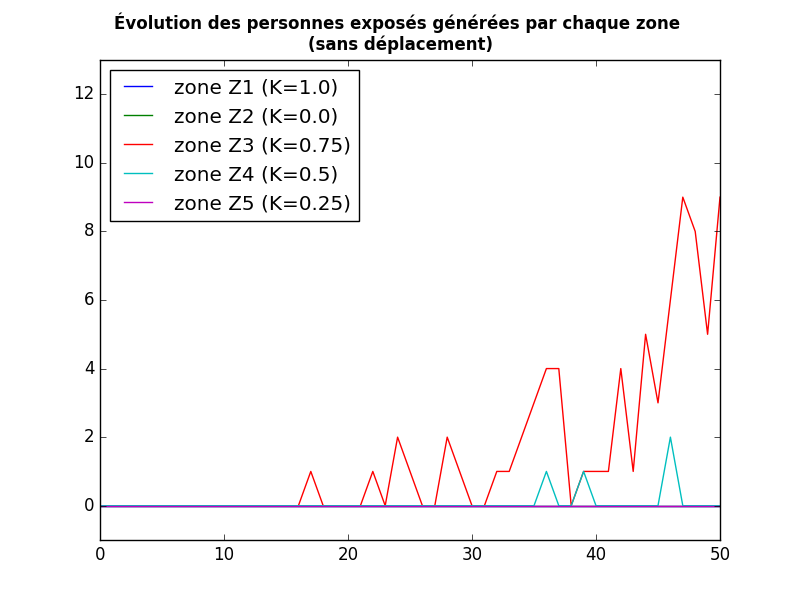 Évolution des personnes exposés générées par chaque zone
(sans déplacement)
zone Z1 (K=1.0)
zone Z2 (K=0.0)
zone Z3 (K=0.75)
zone Z4 (K=0.5)
zone Z5 (K=0.25)
12
10
8
6
4
2
0
0 10 20 30 40 50